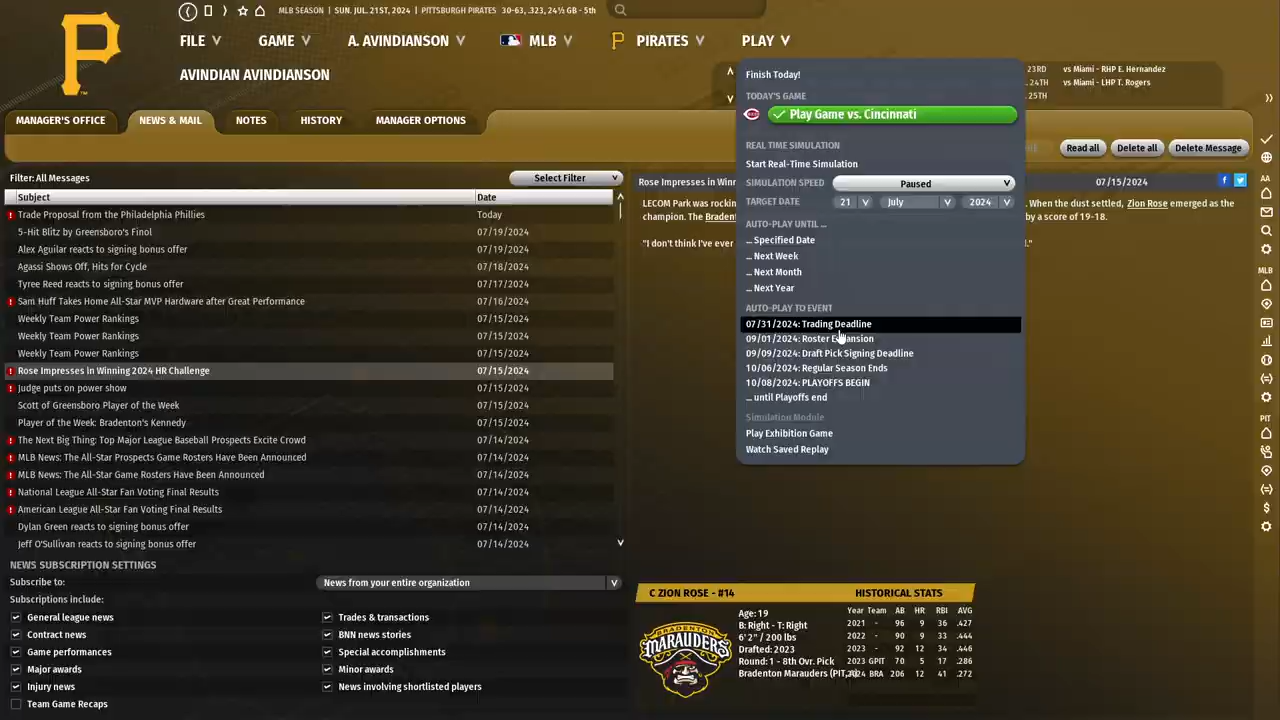 MLB SEASON | SUN. JUL. 21ST, 2024 | PITTSBURGH PIRATES 30-63, .323, 24½ GB - 5th
FILE GAME A. AVINDIANSON MLB P PIRATES PLAY
P
AVINDIAN AVINDIANSON
23RD vs Miami - RHP E. Hernandez
24TH vs Miami - LHP T. Rogers
25TH
MANAGER'S OFFICE NEWS & MAIL NOTES HISTORY MANAGER OPTIONS
Read all Delete all Delete Message
Filter: All Messages Select Filter
Subject Date
Trade Proposal from the Philadelphia Phillies Today
5-Hit Blitz by Greensboro's Finol 07/19/2024
Alex Aguilar reacts to signing bonus offer 07/19/2024
Agassi Shows Off, Hits for Cycle 07/18/2024
Tyree Reed reacts to signing bonus offer 07/17/2024
Sam Huff Takes Home All-Star MVP Hardware after Great Performance 07/16/2024
Weekly Team Power Rankings 07/15/2024
Weekly Team Power Rankings 07/15/2024
Weekly Team Power Rankings 07/15/2024
Rose Impresses in Winning 2024 HR Challenge 07/15/2024
Judge puts on power show 07/15/2024
Scott of Greensboro Player of the Week 07/15/2024
Player of the Week: Bradenton's Kennedy 07/15/2024
The Next Big Thing: Top Major League Baseball Prospects Excite Crowd 07/14/2024
MLB News: The All-Star Prospects Game Rosters Have Been Announced 07/14/2024
MLB News: The All-Star Game Rosters Have Been Announced 07/14/2024
National League All-Star Fan Voting Final Results 07/14/2024
American League All-Star Fan Voting Final Results 07/14/2024
Dylan Green reacts to signing bonus offer 07/14/2024
Jeff O'Sullivan reacts to signing bonus offer 07/14/2024
NEWS SUBSCRIPTION SETTINGS
Subscribe to: News from your entire organization
Subscriptions include:
General league news Trades & transactions
Contract news BNN news stories
Game performances Special accomplishments
Major awards Minor awards
Injury news News involving shortlisted players
Team Game Recaps
Finish Today!
TODAY'S GAME
Play Game vs. Cincinnati
REAL TIME SIMULATION
Start Real-Time Simulation
SIMULATION SPEED Paused
TARGET DATE 21 July 2024
AUTO-PLAY UNTIL ...
... Specified Date
... Next Week
... Next Month
... Next Year
AUTO-PLAY TO EVENT
07/31/2024: Trading Deadline
09/01/2024: Roster Expansion
09/09/2024: Draft Pick Signing Deadline
10/06/2024: Regular Season Ends
10/08/2024: PLAYOFFS BEGIN
... until Playoffs end
Simulation Module
Play Exhibition Game
Watch Saved Replay
Rose Impresses in Winn 07/15/2024
LECOM Park was rockin When the dust settled, Zion Rose emerged as the
champion. The Braden by a score of 19-18.
"I don't think I've ever
AA
MLB
PIT
C ZION ROSE - #14 HISTORICAL STATS
MARAUDERS
Age: 19
B: Right - T: Right
6' 2" / 200 lbs
Drafted: 2023
Round: 1 - 8th Ovr. Pick
Bradenton Marauders (PIT,
Year Team AB HR RBI AVG
2021 - 96 9 36 .427
2022 - 90 9 33 .444
2023 - 92 12 34 .446
2023 GPIT 70 5 17 .286
2024 BRA 206 12 41 .272